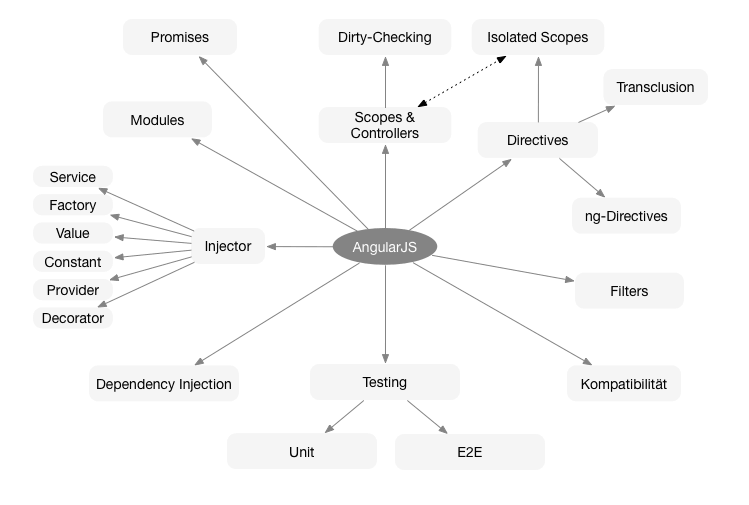 Promises
Dirty-Checking
Isolated Scopes
Transclusion
Modules
Scopes &
Controllers
Directives
Service
Factory
Value
Constant
Provider
Decorator
Injector
AngularJS
ng-Directives
Filters
Dependency Injection
Testing
Kompatibilität
Unit
E2E